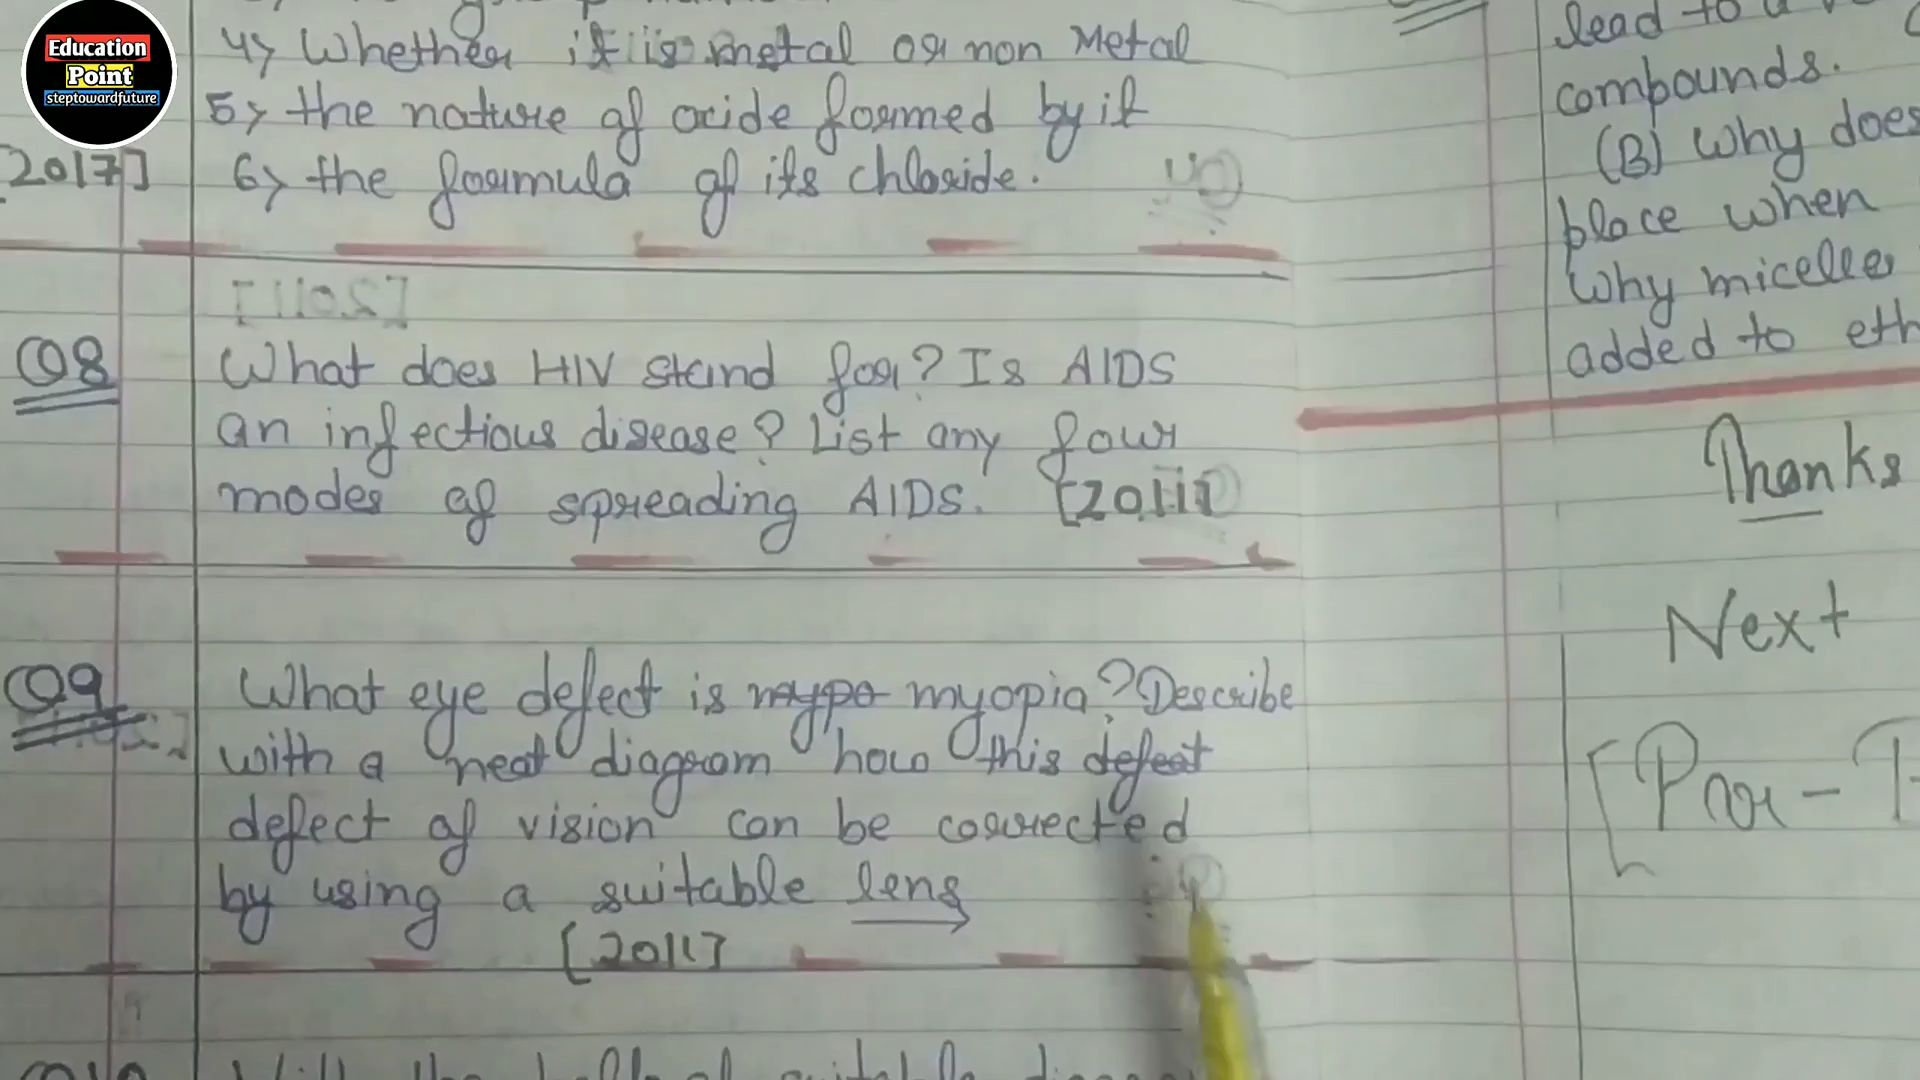 Education
Point
steptowardfuture
4> Whether it is metal or non Metal
5> the nature of oxide formed by it
[2017]
6> the formula of its chloride.
Q8
What does HIV stand for? Is AIDS
an infectious disease? List any four
modes of spreading AIDS. [2011]
Q9
What eye defect is mypo myopia? Describe
with a neat diagram how this defeat
defect of vision can be corrected
by using a suitable lens
[2011]
lead to a
compounds.
(B) Why does
place when
Why micelle
added to eth
Thanks
Next